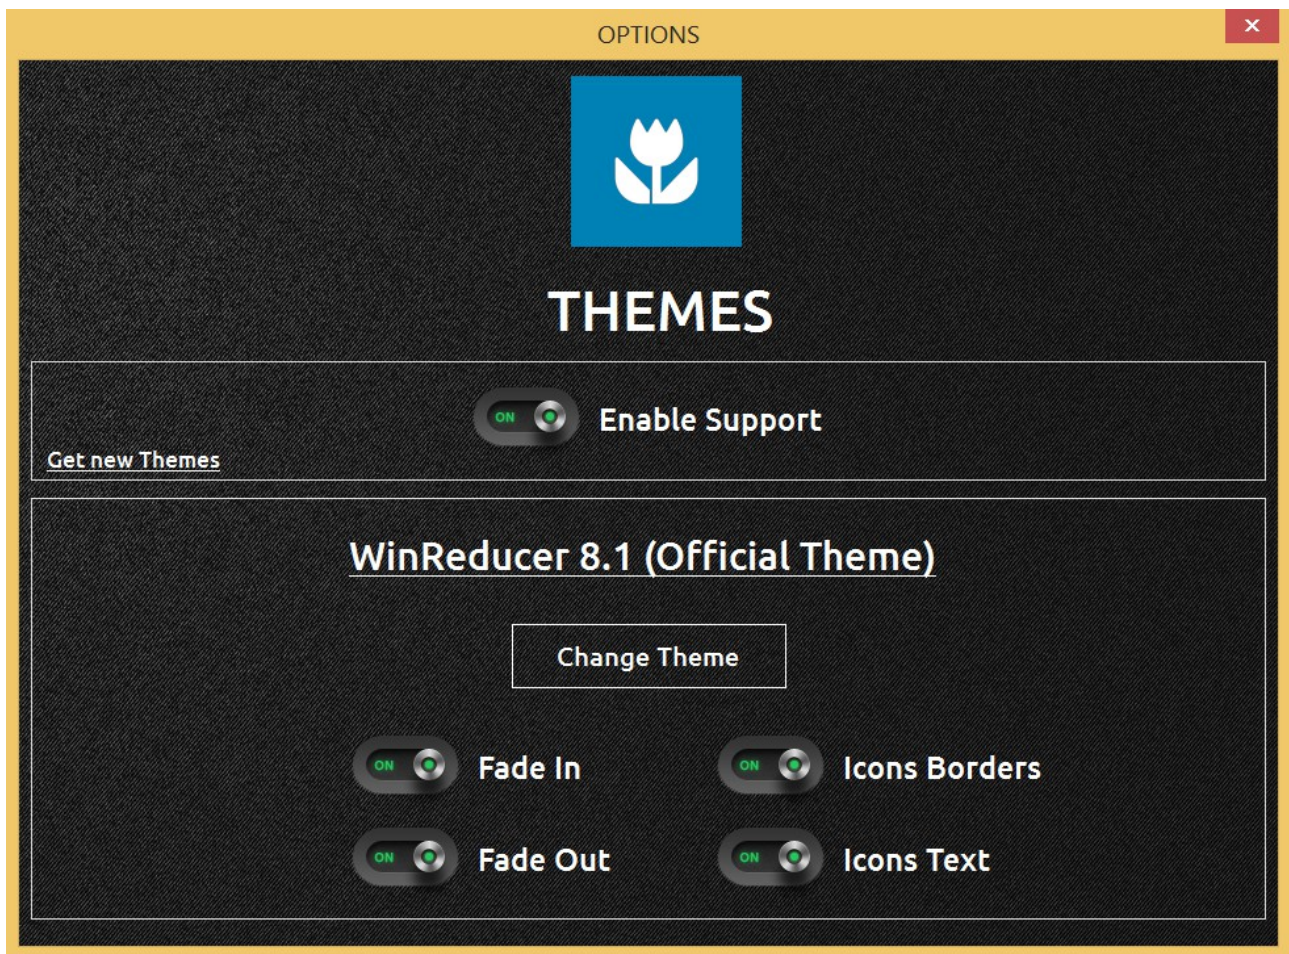 OPTIONS
THEMES
ON Enable Support
Get new Themes
WinReducer 8.1 (Official Theme)
Change Theme
ON Fade In ON Icons Borders
ON Fade Out ON Icons Text